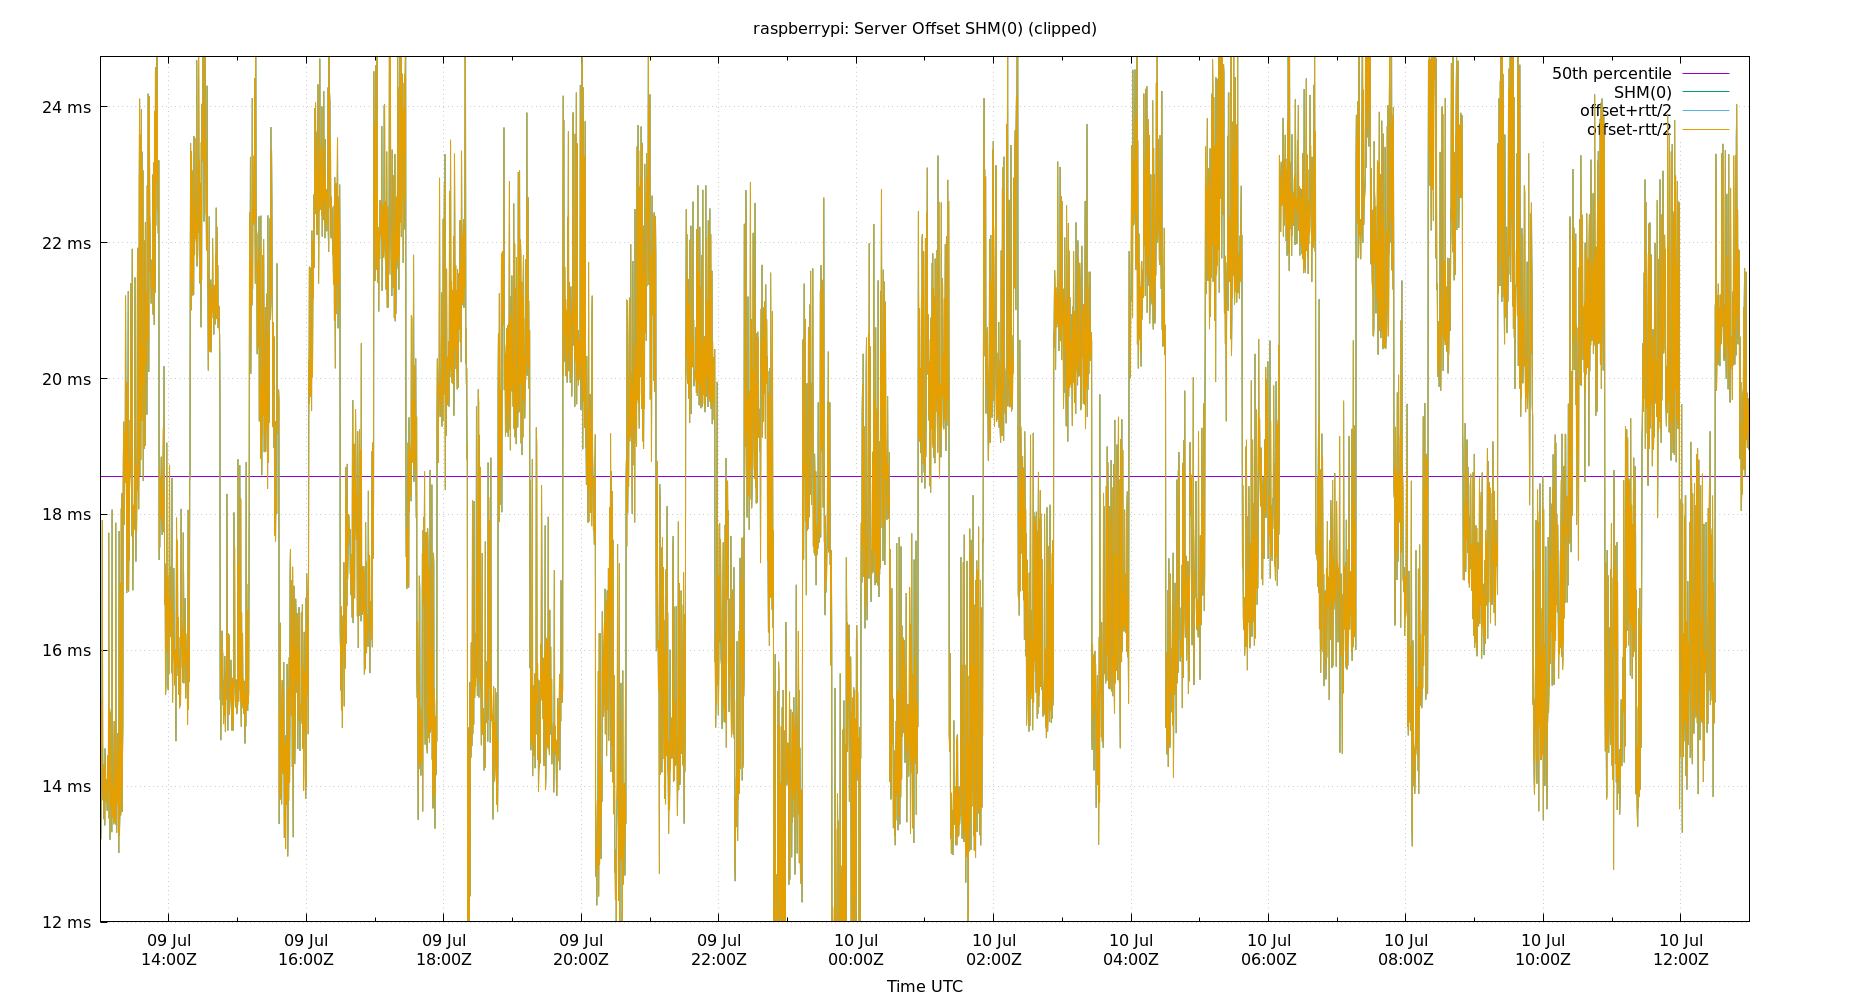 raspberrypi: Server Offset SHM(0) (clipped)
50th percentile
SHM(0)
offset+rtt/2
offset-rtt/2
24 ms
22 ms
20 ms
18 ms
16 ms
14 ms
12 ms
09 Jul 09 Jul 09 Jul 09 Jul 09 Jul 10 Jul 10 Jul 10 Jul 10 Jul 10 Jul 10 Jul 10 Jul
14:00Z 16:00Z 18:00Z 20:00Z 22:00Z 00:00Z 02:00Z 04:00Z 06:00Z 08:00Z 10:00Z 12:00Z
Time UTC